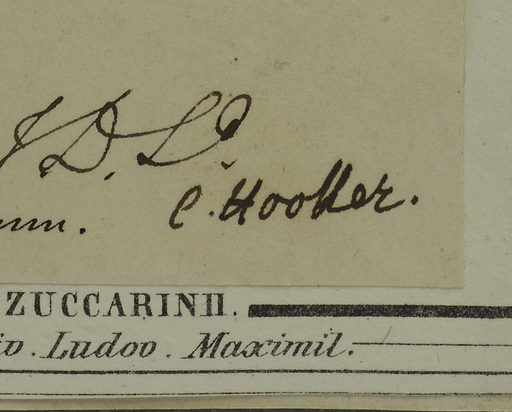 D. L.
C. Hooker.
ZUCCARINII.
Ludov. Maximil.